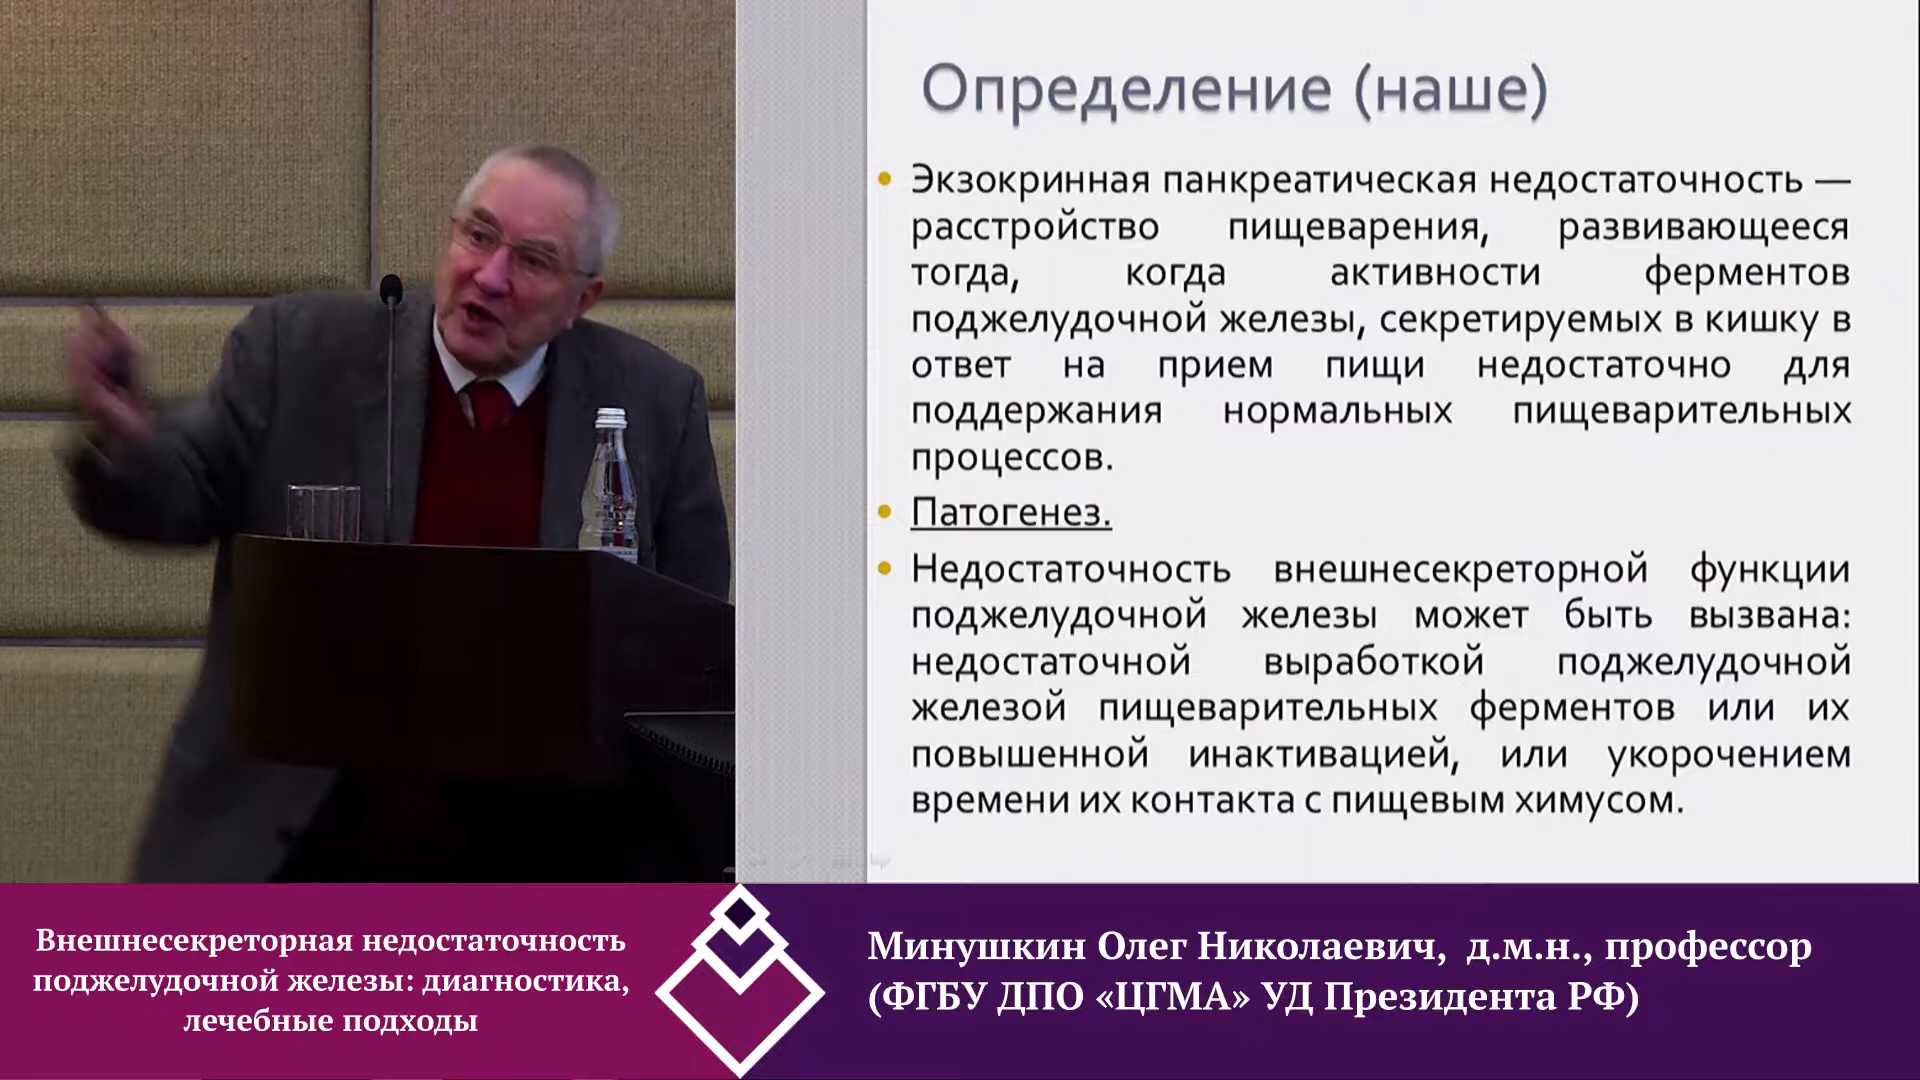 Определение (наше)
Экзокринная панкреатическая недостаточность —
расстройство пищеварения, развивающееся
тогда, когда активности ферментов
поджелудочной железы, секретируемых в кишку в
ответ на прием пищи недостаточно для
поддержания нормальных пищеварительных
процессов.
Патогенез.
Недостаточность внешнесекреторной функции
поджелудочной железы может быть вызвана:
недостаточной выработкой поджелудочной
железой пищеварительных ферментов или их
повышенной инактивацией, или укорочением
времени их контакта с пищевым химусом.
Внешнесекреторная недостаточность
поджелудочной железы: диагностика,
лечебные подходы
Минушкин Олег Николаевич, д.м.н., профессор
(ФГБУ ДПО «ЦГМА» УД Президента РФ)